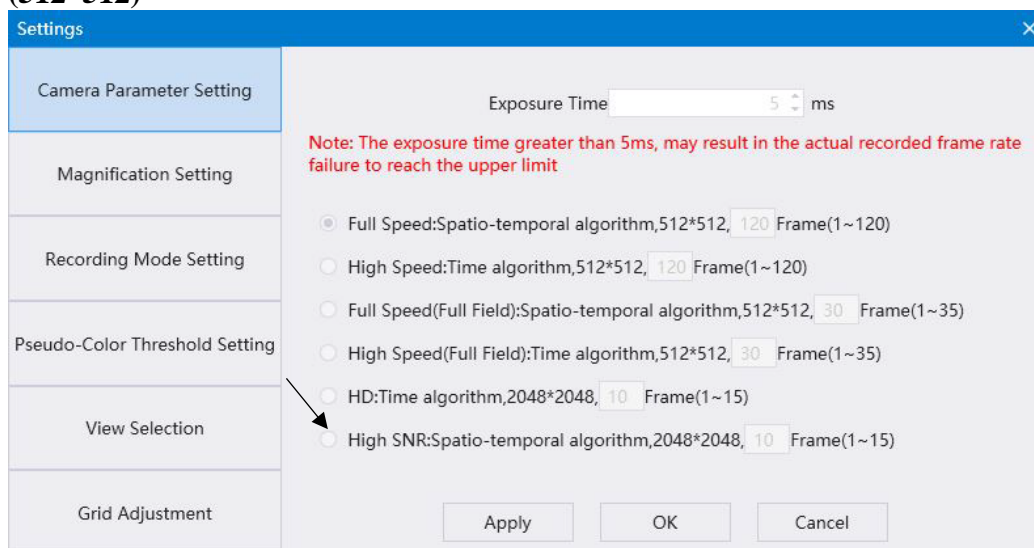 (512*512)
Settings
Camera Parameter Setting
Magnification Setting
Recording Mode Setting
Pseudo-Color Threshold Setting
View Selection
Grid Adjustment
Exposure Time 5 ms
Note: The exposure time greater than 5ms, may result in the actual recorded frame rate
failure to reach the upper limit
Full Speed:Spatio-temporal algorithm,512*512, 120 Frame(1~120)
High Speed:Time algorithm,512*512, 120 Frame(1~120)
Full Speed(Full Field):Spatio-temporal algorithm,512*512, 30 Frame(1~35)
High Speed(Full Field):Time algorithm,512*512, 30 Frame(1~35)
HD:Time algorithm,2048*2048, 10 Frame(1~15)
High SNR:Spatio-temporal algorithm,2048*2048, 10 Frame(1~15)
Apply OK Cancel